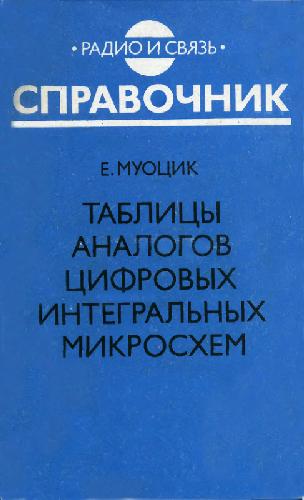 • РАДИО И СВЯЗЬ •
СПРАВОЧНИК
Е. МУОЦИК
ТАБЛИЦЫ
АНАЛОГОВ
ЦИФРОВЫХ
ИНТЕГРАЛЬНЫХ
МИКРОСХЕМ